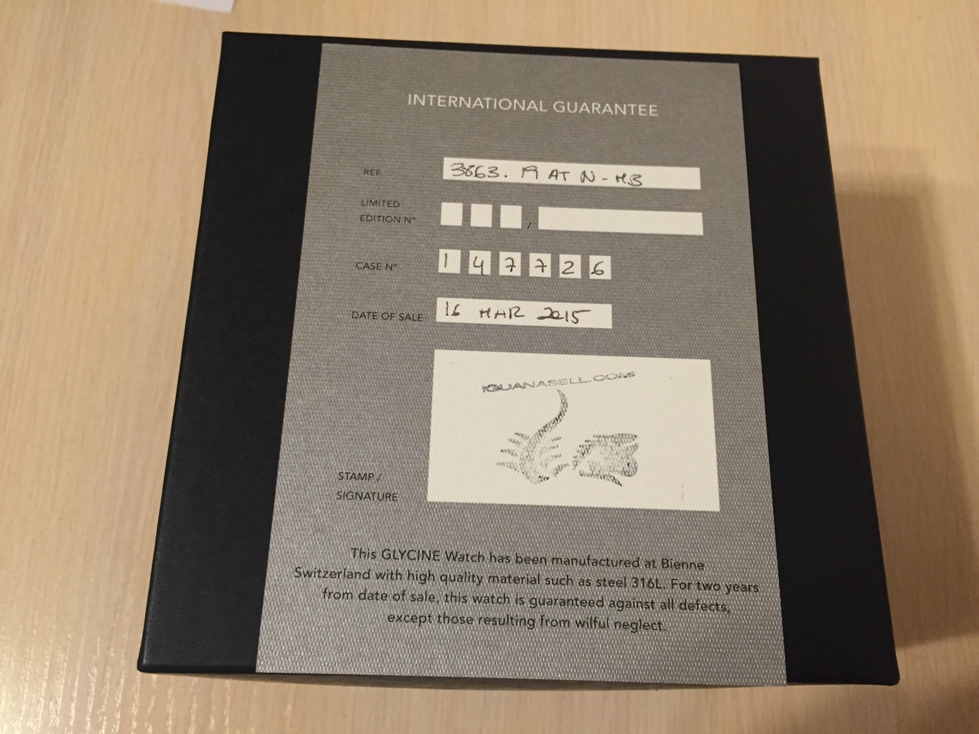 INTERNATIONAL GUARANTEE
REF. 3863. 19 AT N - MB
LIMITED
EDITION N° /
CASE N° 1 4 7 7 2 6
DATE OF SALE 16 MAR 2015
IGUANASELL.COM
STAMP /
SIGNATURE
This GLYCINE Watch has been manufactured at Bienne
Switzerland with high quality material such as steel 316L. For two years
from date of sale, this watch is guaranteed against all defects,
except those resulting from wilful neglect.